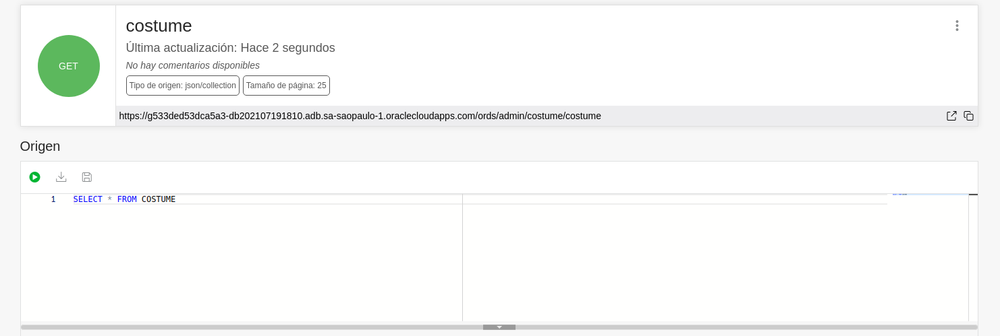 GET
costume
Última actualización: Hace 2 segundos
No hay comentarios disponibles
Tipo de origen: json/collection Tamaño de página: 25
https://g533ded53dca5a3-db202107191810.adb.sa-saopaulo-1.oraclecloudapps.com/ords/admin/costume/costume
Origen
1 SELECT * FROM COSTUME